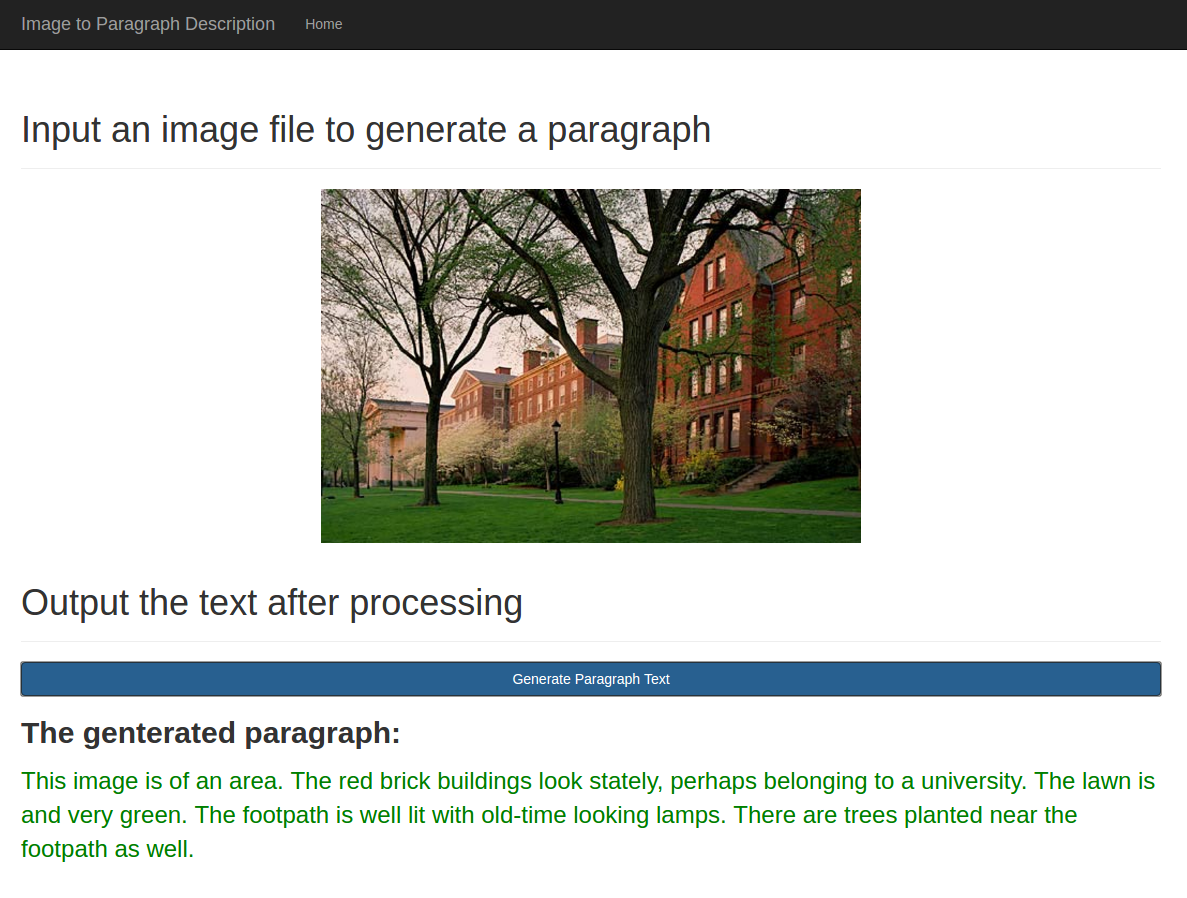 Image to Paragraph Description Home
Input an image file to generate a paragraph
Output the text after processing
Generate Paragraph Text
The genterated paragraph:
This image is of an area. The red brick buildings look stately, perhaps belonging to a university. The lawn is
and very green. The footpath is well lit with old-time looking lamps. There are trees planted near the
footpath as well.